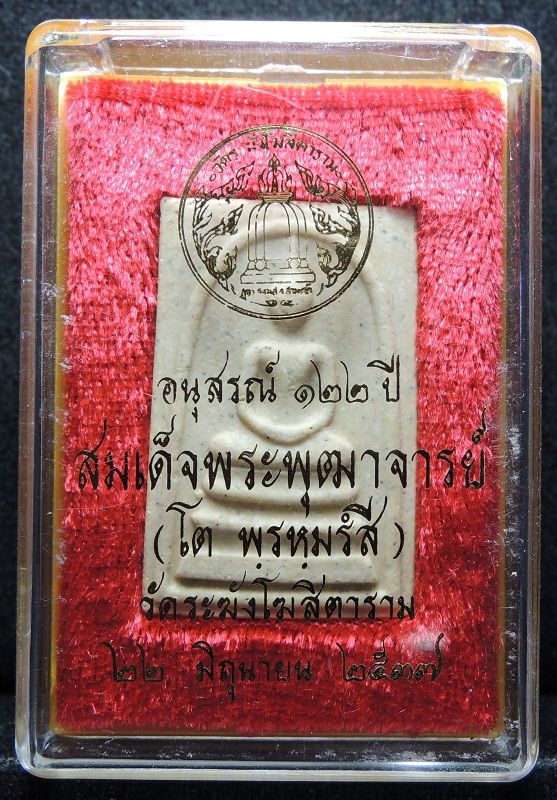 อนุสรณ์ ๑๒๒ ปี
สมเด็จพระพุฒาจารย์
(โต พฺรหฺมรํสี)
วัดระฆังโฆสิตาราม
๒๒ มิถุนายน ๒๕๓๗